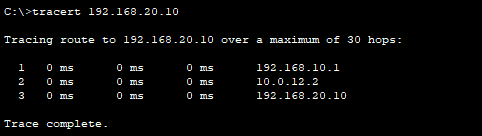 C:\>tracert 192.168.20.10
Tracing route to 192.168.20.10 over a maximum of 30 hops:
1 0 ms 0 ms 0 ms 192.168.10.1
2 0 ms 0 ms 0 ms 10.0.12.2
3 0 ms 0 ms 0 ms 192.168.20.10
Trace complete.